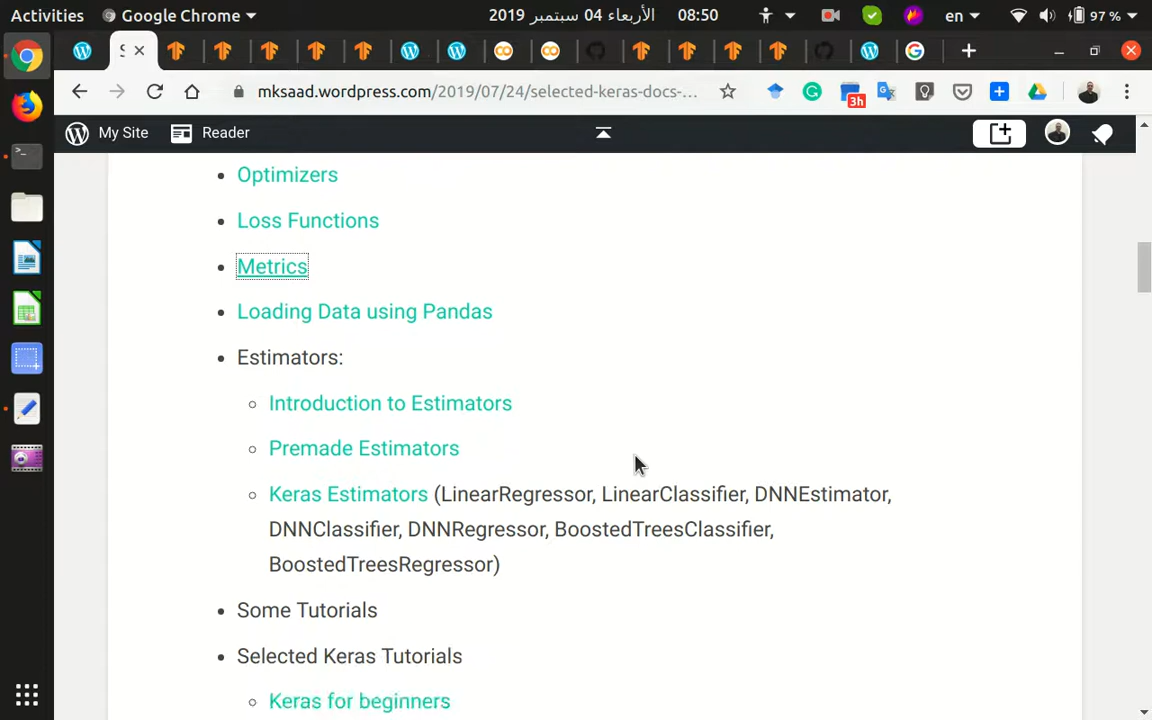 Activities Google Chrome الأربعاء 04 سبتمبر 2019 08:50 en 97 %
S
mksaad.wordpress.com/2019/07/24/selected-keras-docs-... 3h
My Site Reader
Optimizers
Loss Functions
Metrics
Loading Data using Pandas
Estimators:
Introduction to Estimators
Premade Estimators
Keras Estimators (LinearRegressor, LinearClassifier, DNNEstimator,
DNNClassifier, DNNRegressor, BoostedTreesClassifier,
BoostedTreesRegressor)
Some Tutorials
Selected Keras Tutorials
Keras for beginners